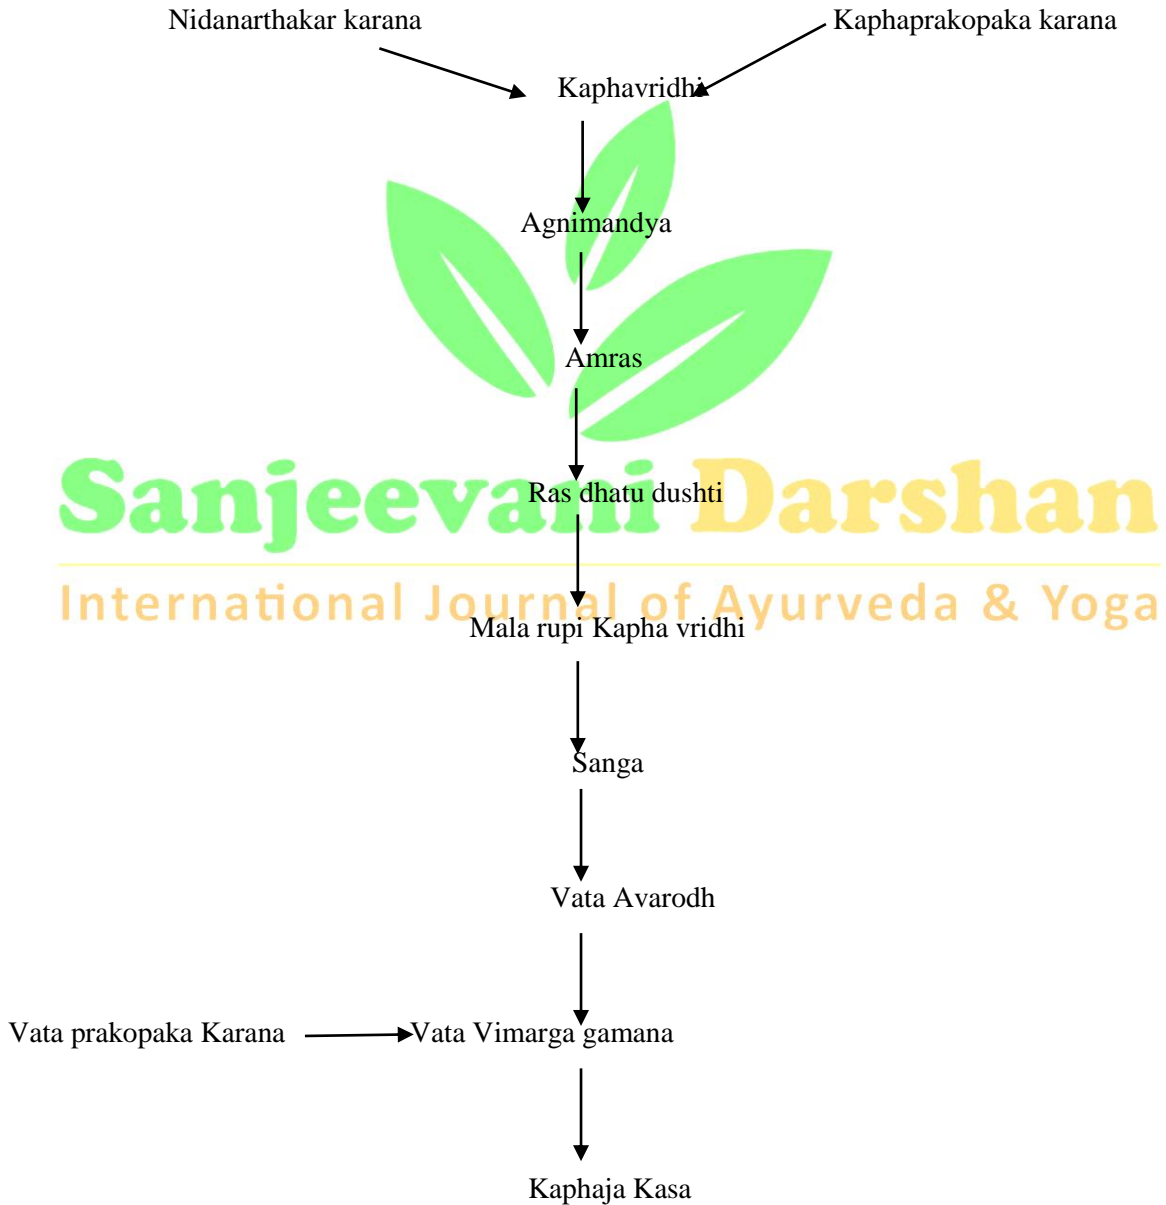 Nidanarthakar karana
Kaphaprakopaka karana
Kaphavridhi
Agnimandya
Amras
Sanjeevani Darshan
Ras dhatu dushti
International Journal of Ayurveda & Yoga
Mala rupi Kapha vridhi
Sanga
Vata Avarodh
Vata prakopaka Karana
Vata Vimarga gamana
Kaphaja Kasa